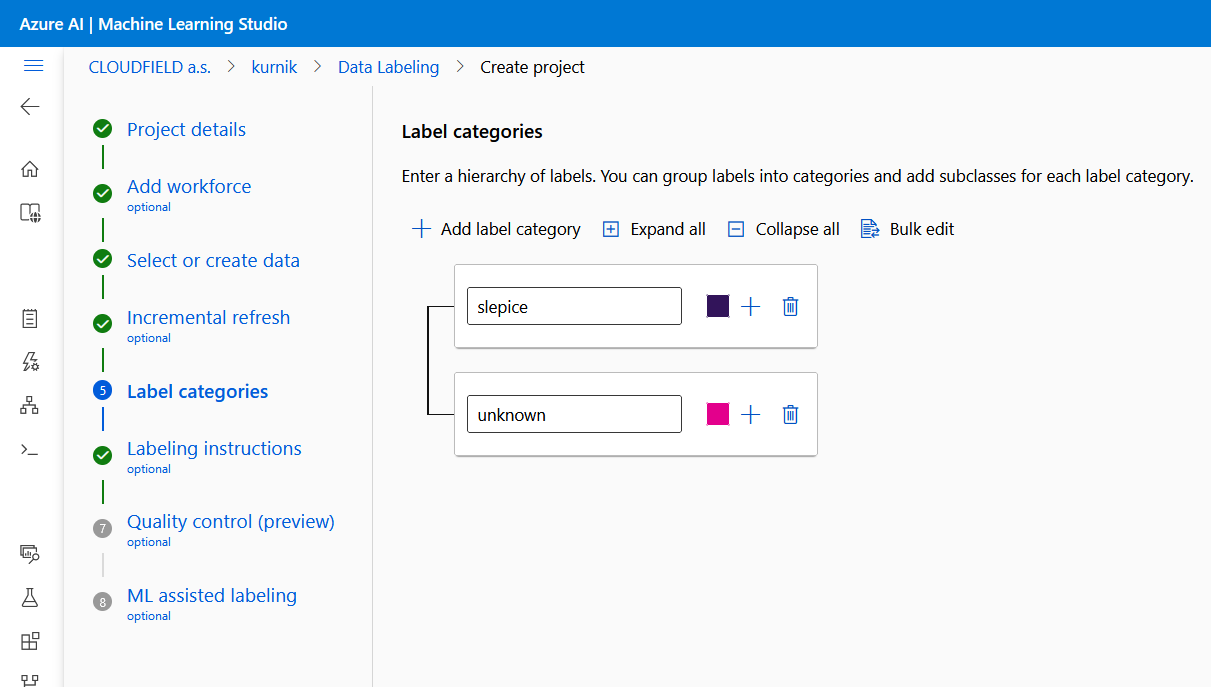 Azure AI | Machine Learning Studio
CLOUDFIELD a.s. > kurnik > Data Labeling > Create project
Project details
Add workforce
optional
Select or create data
Incremental refresh
optional
5 Label categories
Labeling instructions
optional
7 Quality control (preview)
optional
8 ML assisted labeling
optional
Label categories
Enter a hierarchy of labels. You can group labels into categories and add subclasses for each label category.
Add label category Expand all Collapse all Bulk edit
slepice
unknown